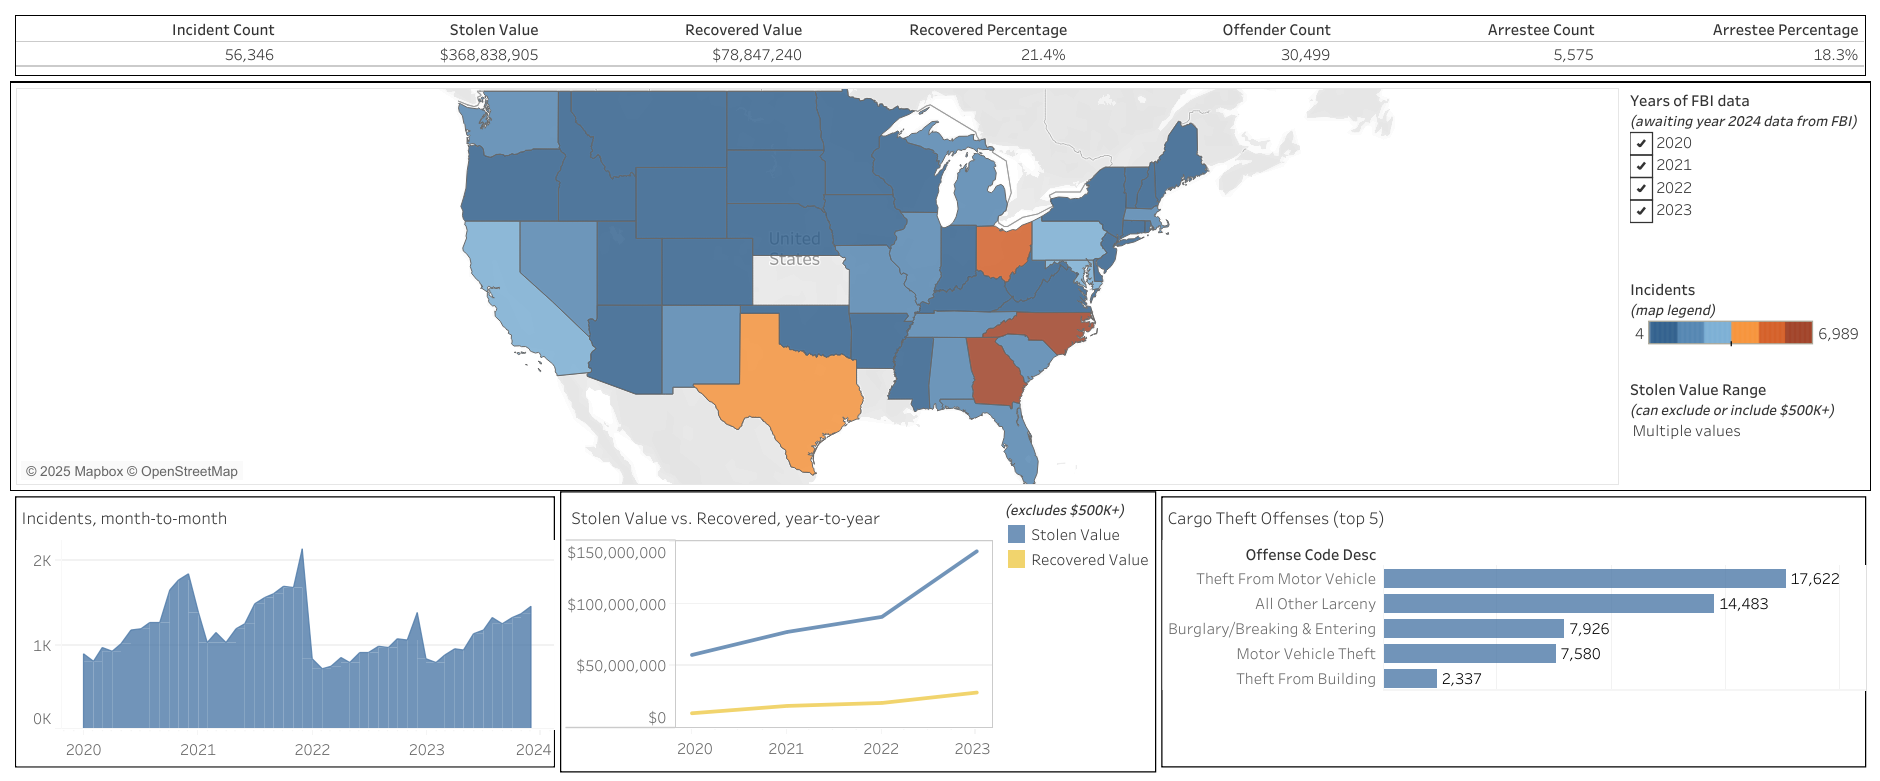 Incident Count Stolen Value Recovered Value Recovered Percentage Offender Count Arrestee Count Arrestee Percentage
56,346 $368,838,905 $78,847,240 21.4% 30,499 5,575 18.3%
United
States
© 2025 Mapbox © OpenStreetMap
Years of FBI data
(awaiting year 2024 data from FBI)
2020
2021
2022
2023
Incidents
(map legend)
4 6,989
Stolen Value Range
(can exclude or include $500K+)
Multiple values
Incidents, month-to-month
2K
1K
0K
2020 2021 2022 2023 2024
Stolen Value vs. Recovered, year-to-year
(excludes $500K+)
Stolen Value
Recovered Value
$150,000,000
$100,000,000
$50,000,000
$0
2020 2021 2022 2023
Cargo Theft Offenses (top 5)
Offense Code Desc
Theft From Motor Vehicle 17,622
All Other Larceny 14,483
Burglary/Breaking & Entering 7,926
Motor Vehicle Theft 7,580
Theft From Building 2,337